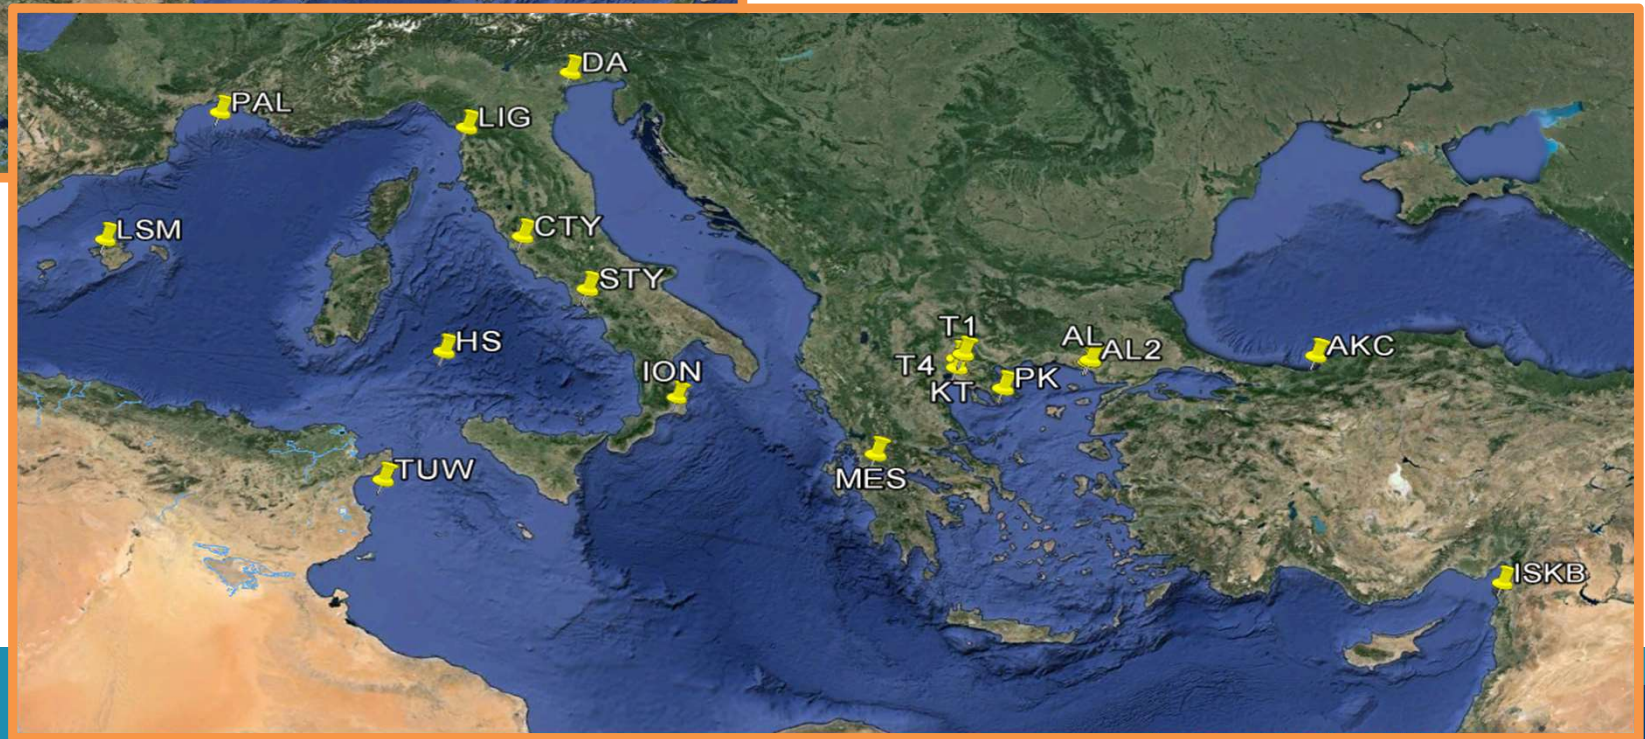 DA
PAL
LIG
LSM
CTY
STY
HS
T1
AL
AL2
AKC
T4
ION
KT
PK
TUW
MES
ISKB